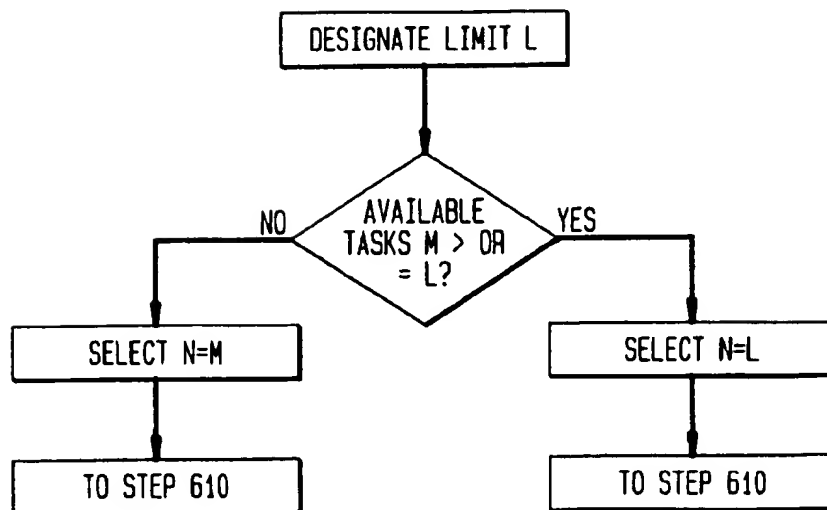 DESIGNATE LIMIT L
AVAILABLE
TASKS M > OR
= L?
NO
YES
SELECT N=M
SELECT N=L
TO STEP 610
TO STEP 610